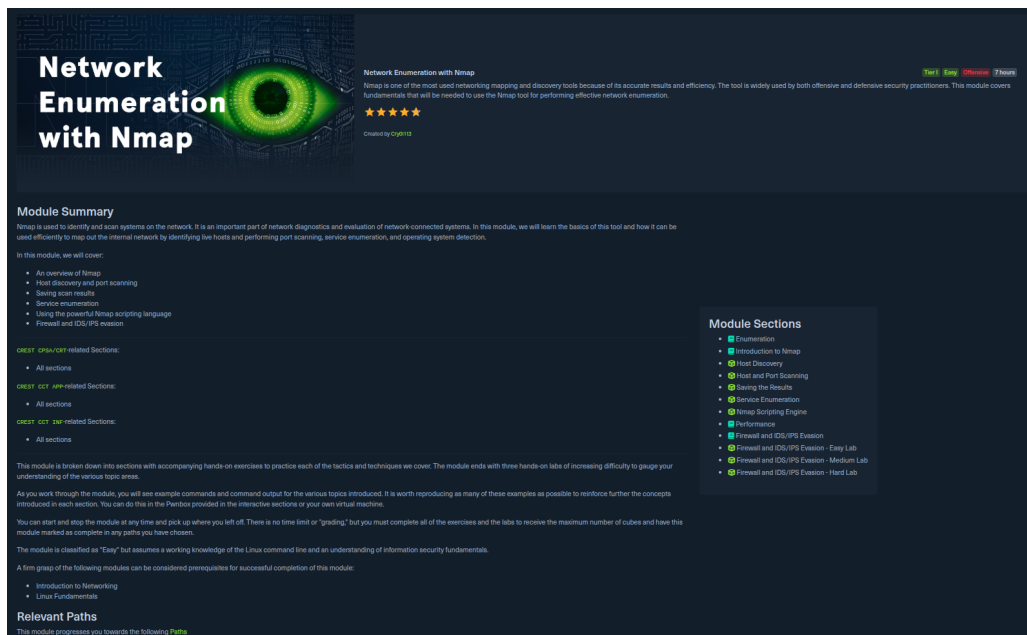 Network
Enumeration
with Nmap
Network Enumeration with Nmap
Tier I Easy Offensive 7 hours
Nmap is one of the most used networking mapping and discovery tools because of its accurate results and efficiency. The tool is widely used by both offensive and defensive security practitioners. This module covers
fundamentals that will be needed to use the Nmap tool for performing effective network enumeration.
Created by Cry0l1t3
Module Summary
Nmap is used to identify and scan systems on the network. It is an important part of network diagnostics and evaluation of network-connected systems. In this module, we will learn the basics of this tool and how it can be
used efficiently to map out the internal network by identifying live hosts and performing port scanning, service enumeration, and operating system detection.
In this module, we will cover:
An overview of Nmap
Host discovery and port scanning
Saving scan results
Service enumeration
Using the powerful Nmap scripting language
Firewall and IDS/IPS evasion
CREST CPSA/CRT-related Sections:
All sections
CREST CCT APP-related Sections:
All sections
CREST CCT INF-related Sections:
All sections
This module is broken down into sections with accompanying hands-on exercises to practice each of the tactics and techniques we cover. The module ends with three hands-on labs of increasing difficulty to gauge your
understanding of the various topic areas.
As you work through the module, you will see example commands and command output for the various topics introduced. It is worth reproducing as many of these examples as possible to reinforce further the concepts
introduced in each section. You can do this in the Pwnbox provided in the interactive sections or your own virtual machine.
You can start and stop the module at any time and pick up where you left off. There is no time limit or "grading," but you must complete all of the exercises and the labs to receive the maximum number of cubes and have this
module marked as complete in any paths you have chosen.
The module is classified as "Easy" but assumes a working knowledge of the Linux command line and an understanding of information security fundamentals.
A firm grasp of the following modules can be considered prerequisites for successful completion of this module:
Introduction to Networking
Linux Fundamentals
Relevant Paths
This module progresses you towards the following Paths
Module Sections
Enumeration
Introduction to Nmap
Host Discovery
Host and Port Scanning
Saving the Results
Service Enumeration
Nmap Scripting Engine
Performance
Firewall and IDS/IPS Evasion
Firewall and IDS/IPS Evasion - Easy Lab
Firewall and IDS/IPS Evasion - Medium Lab
Firewall and IDS/IPS Evasion - Hard Lab